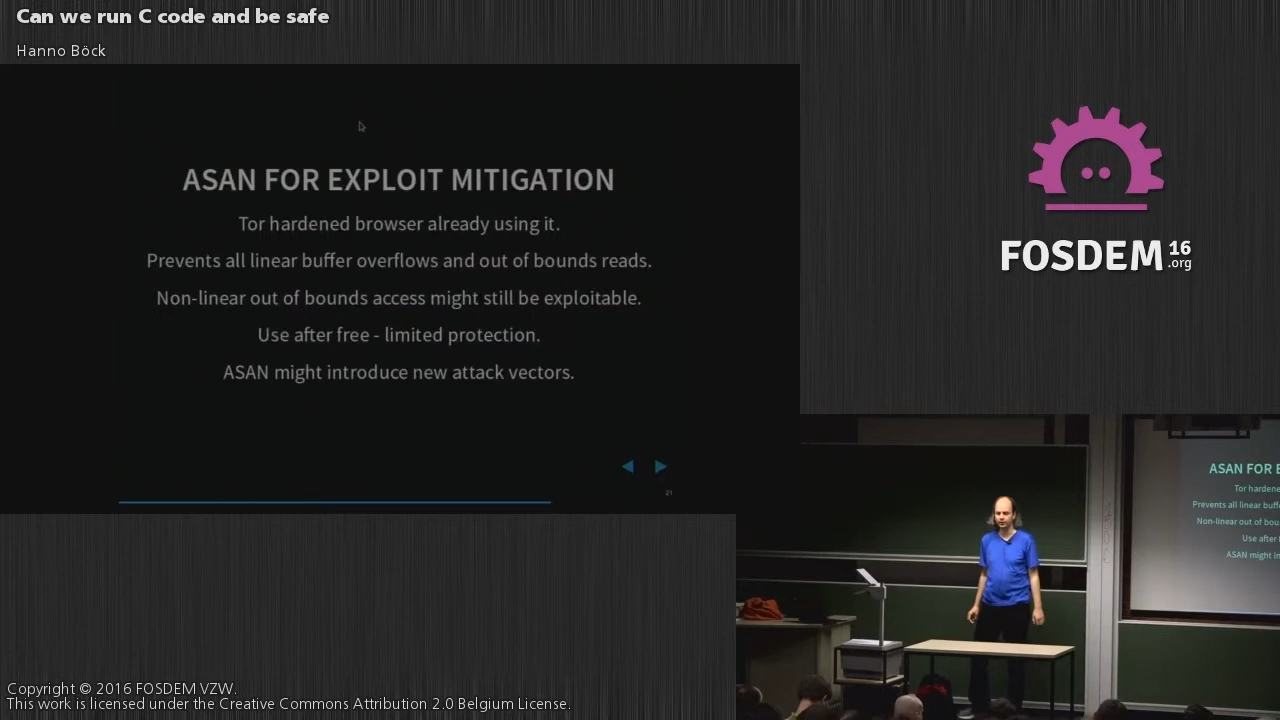 Can we run C code and be safe
Hanno Böck
ASAN FOR EXPLOIT MITIGATION
Tor hardened browser already using it.
Prevents all linear buffer overflows and out of bounds reads.
Non-linear out of bounds access might still be exploitable.
Use after free - limited protection.
ASAN might introduce new attack vectors.
21
FOSDEM 16
.org
ASAN FOR E
Tor hardene
Prevents all linear buff
Non-linear out of bou
Use after f
ASAN might in
Copyright © 2016 FOSDEM VZW.
This work is licensed under the Creative Commons Attribution 2.0 Belgium License.